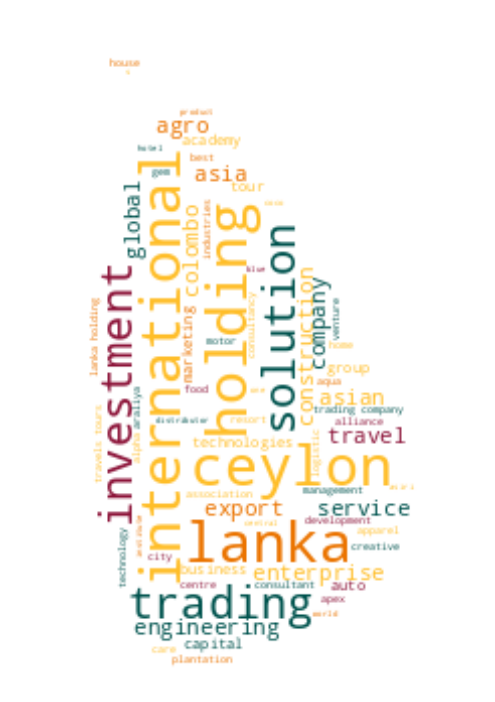 house
product
agro
academy
hotel
best
gem
asia
tour
global
international
colombo
industries
holding
solution
blue
investment
construction
company
venture
lanka holding
marketing
consultancy
motor
home
group
aqua
food
asian
araliya
alpha
travels tours
distributor
resort
trading company
alliance
travel
technologies
logistic
ceylon
management
association
export
service
development
central
apparel
lanka
creative
technology
city
business
enterprise
centre
consultant
auto
trading
apex
world
engineering
capital
care
plantation